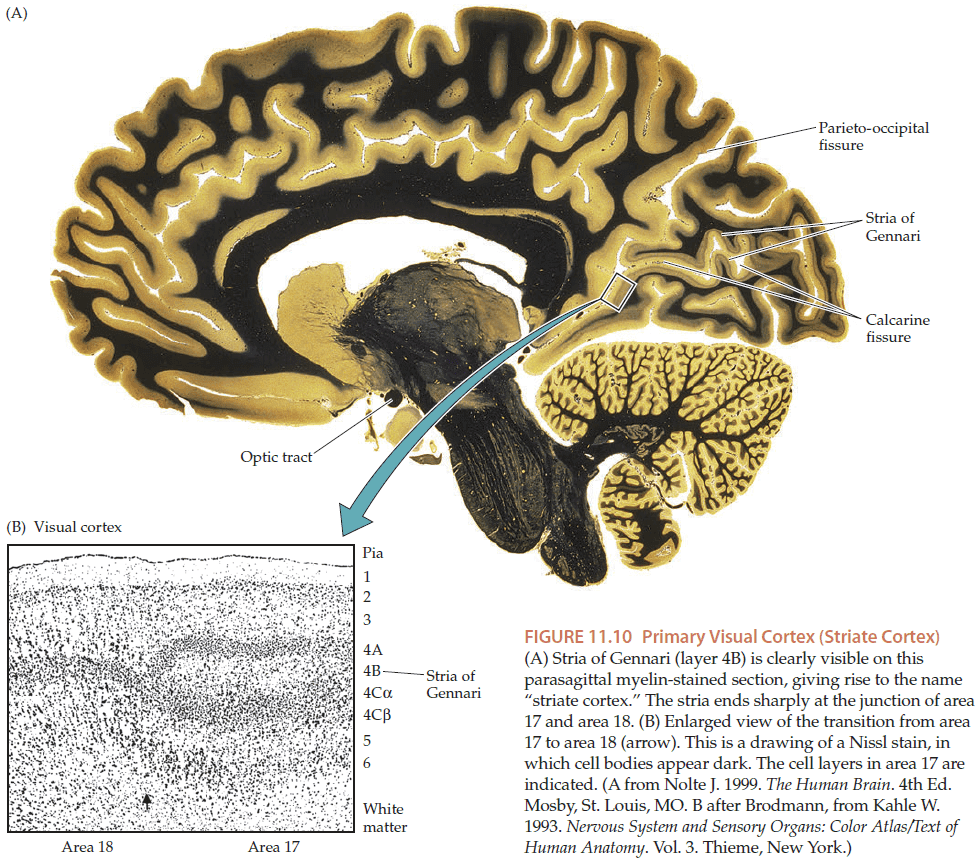 (A)
Parieto-occipital
fissure
Stria of
Gennari
Calcarine
fissure
Optic tract
(B) Visual cortex
Pia
1
2
3
4A
4B
4Cα
4Cβ
5
6
White
matter
Stria of
Gennari
Area 18
Area 17
FIGURE 11.10 Primary Visual Cortex (Striate Cortex)
(A) Stria of Gennari (layer 4B) is clearly visible on this
parasagittal myelin-stained section, giving rise to the name
“striate cortex.” The stria ends sharply at the junction of area
17 and area 18. (B) Enlarged view of the transition from area
17 to area 18 (arrow). This is a drawing of a Nissl stain, in
which cell bodies appear dark. The cell layers in area 17 are
indicated. (A from Nolte J. 1999. The Human Brain. 4th Ed.
Mosby, St. Louis, MO. B after Brodmann, from Kahle W.
1993. Nervous System and Sensory Organs: Color Atlas/Text of
Human Anatomy. Vol. 3. Thieme, New York.)